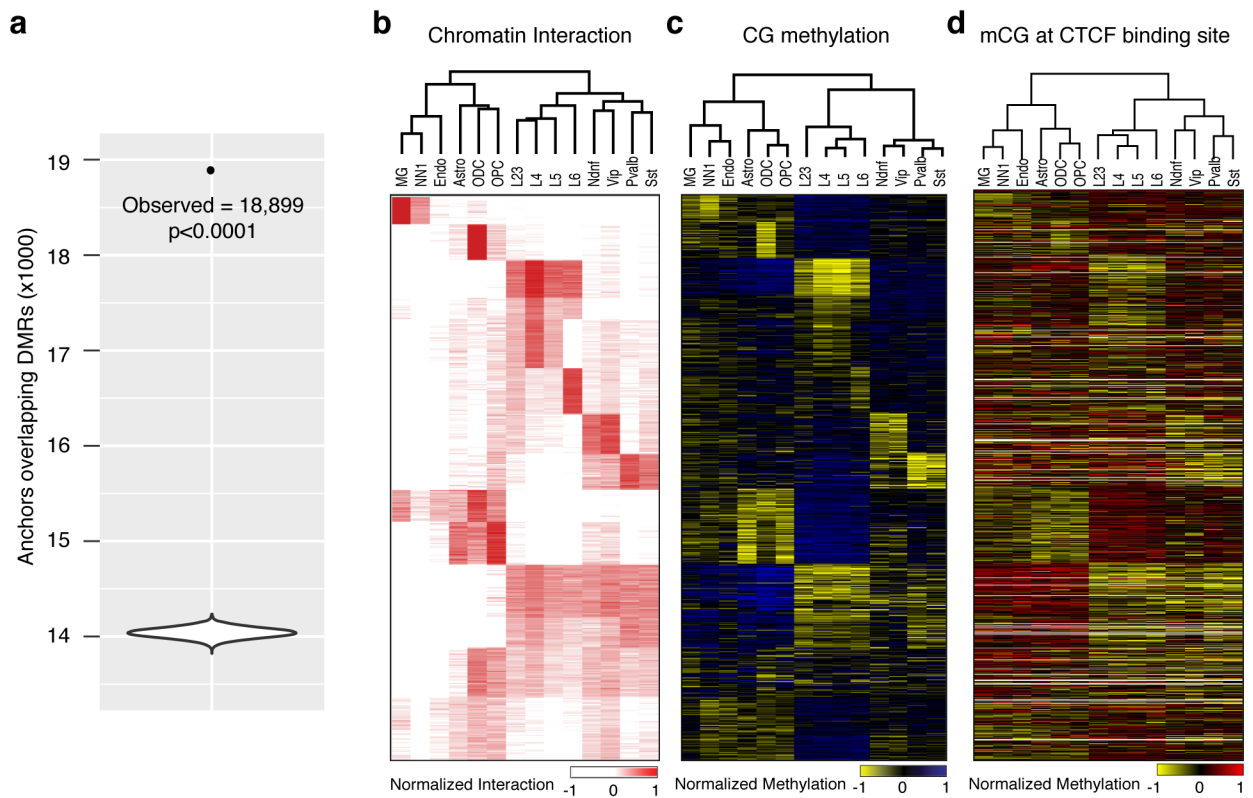 a
Anchors overlapping DMRs (x1000)
19
18
17
16
15
14
Observed = 18,899
p<0.0001
b
Chromatin Interaction
MG NN1 Endo Astro ODC OPC L23 L4 L5 L6 Ndnf Vip Pvalb Sst
Normalized Interaction
-1 0 1
c
CG methylation
MG NN1 Endo Astro ODC OPC L23 L4 L5 L6 Ndnf Vip Pvalb Sst
Normalized Methylation
-1 0 1
d
mCG at CTCF binding site
MG NN1 Endo Astro ODC OPC L23 L4 L5 L6 Ndnf Vip Pvalb Sst
Normalized Methylation
-1 0 1